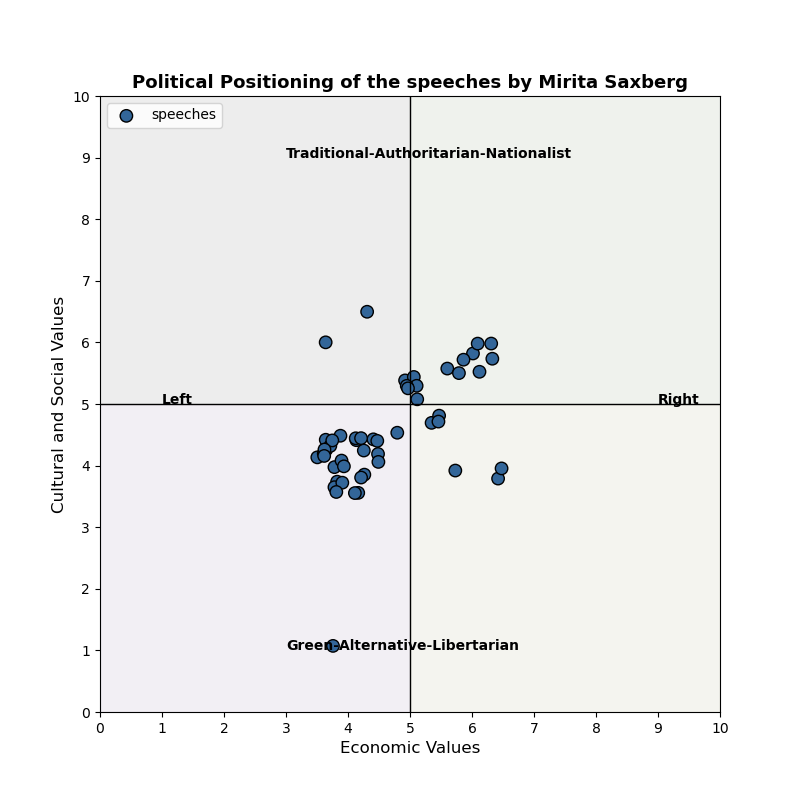 Political Positioning of the speeches by Mirita Saxberg
speeches
Traditional-Authoritarian-Nationalist
Left
Right
Green-Alternative-Libertarian
10
9
8
7
6
5
4
3
2
1
0
Cultural and Social Values
0 1 2 3 4 5 6 7 8 9 10
Economic Values